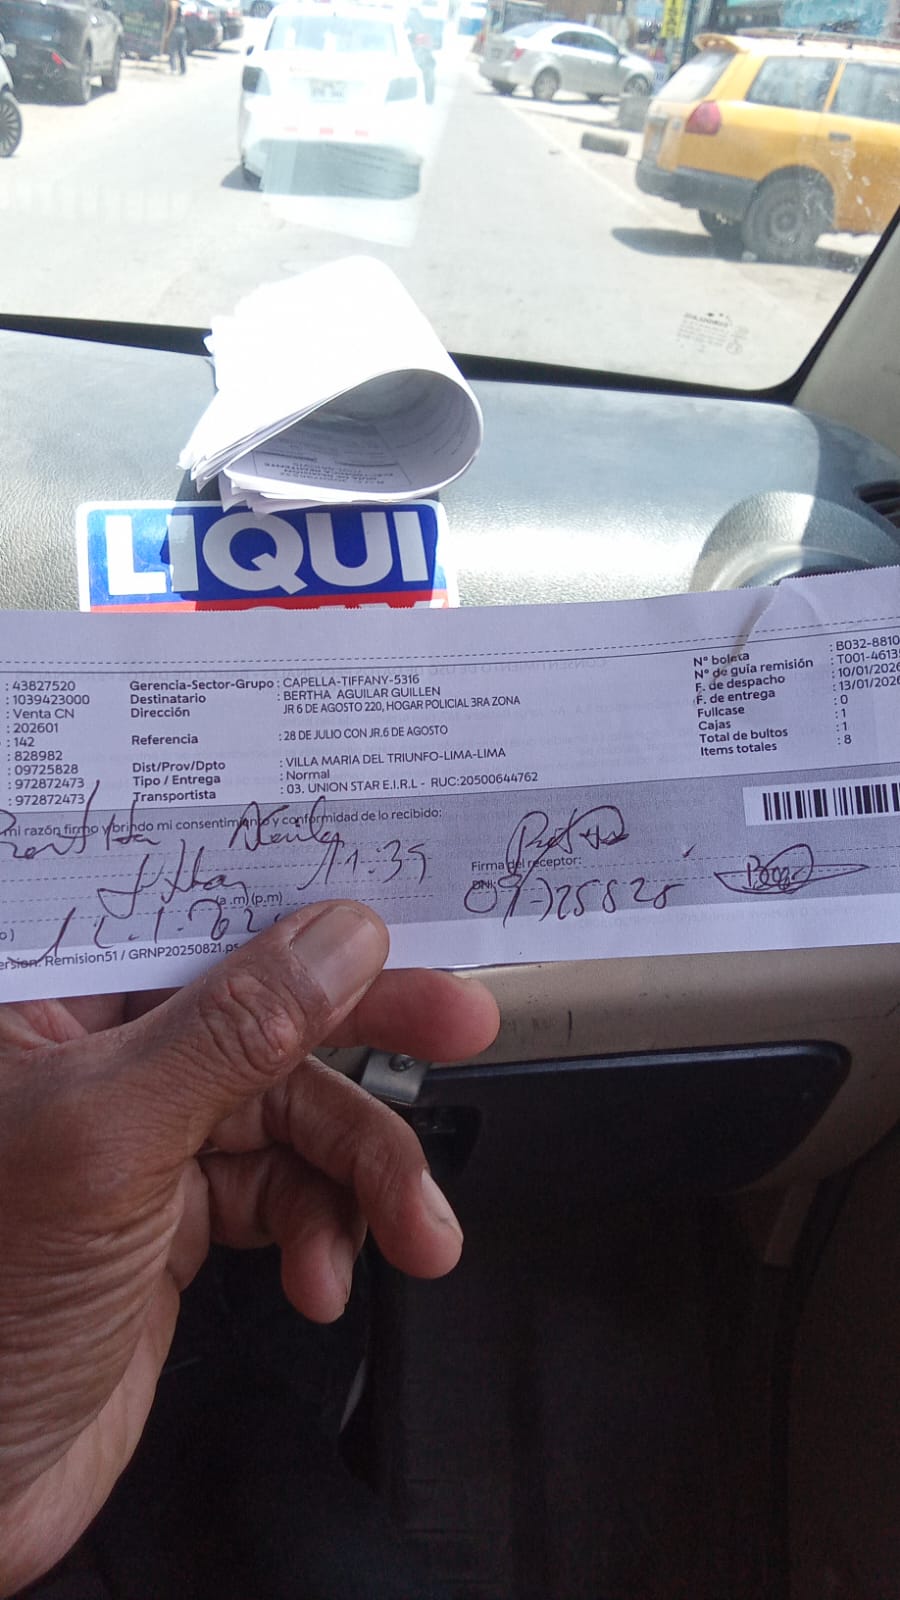 LIQUI
: 43827520
: 1039423000
: Venta CN
: 202601
: 142
: 828982
: 09725828
: 972872473
: 972872473
Gerencia-Sector-Grupo : CAPELLA-TIFFANY-5316
Destinatario : BERTHA AGUILAR GUILLEN
Dirección JR 6 DE AGOSTO 220, HOGAR POLICIAL 3RA ZONA
Referencia : 28 DE JULIO CON JR.6 DE AGOSTO
Dist/Prov/Dpto : VILLA MARIA DEL TRIUNFO-LIMA-LIMA
Tipo / Entrega : Normal
Transportista : 03. UNION STAR E.I.R.L - RUC:20500644762
N° boleta : B032-8810
N° de guía remisión : T001-4613
F. de despacho : 10/01/2026
F. de entrega : 13/01/2026
Fullcase : 0
Cajas : 1
Total de bultos : 1
Items totales : 8
mi razón firmo y brindo mi consentimiento y conformidad de lo recibido:
11:35
(a.m) (p.m)
Firma del receptor:
DNI:
09725828
o)
ersion: Remision51 / GRNP20250821.ps